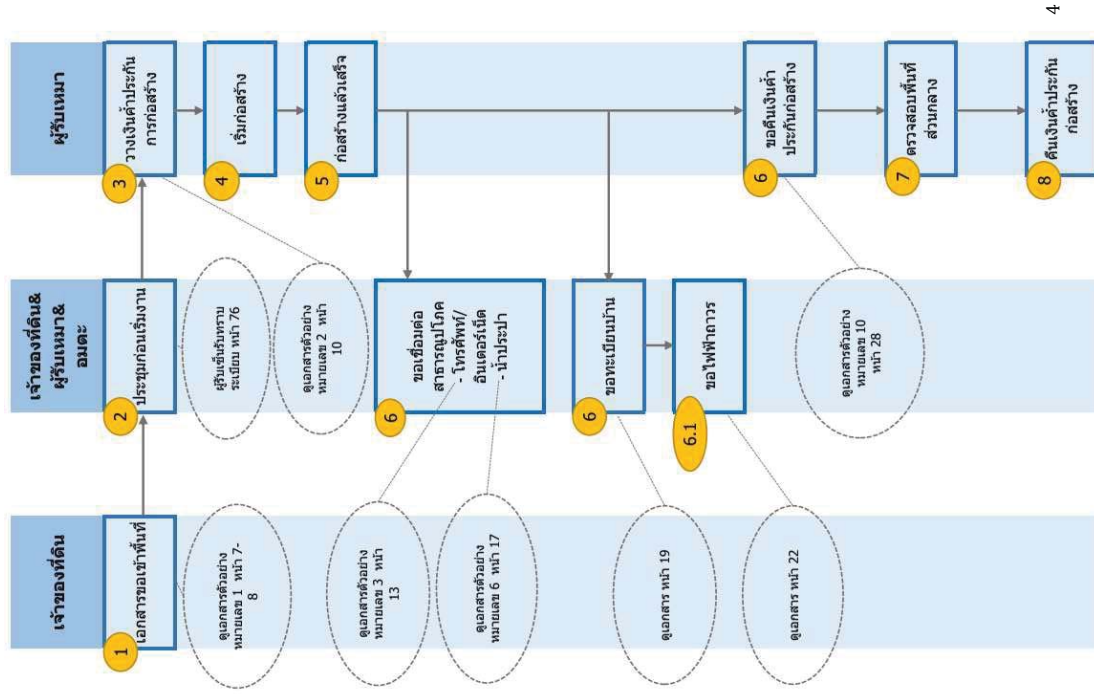 เจ้าของที่ดิน
เจ้าของที่ดิน&
ผู้รับเหมา&
อมตะ
ผู้รับเหมา
1
เอกสารขอเข้าพื้นที่
2
ประชุมก่อนเริ่มงาน
3
วางเงินค้ำประกัน
การก่อสร้าง
ดูเอกสารตัวอย่าง
หมายเลข 1 หน้า 7-
8
ผู้รับเซ็นรับทราบ
ระเบียบ หน้า 76
4
เริ่มก่อสร้าง
ดูเอกสารตัวอย่าง
หมายเลข 2 หน้า
10
5
ก่อสร้างแล้วเสร็จ
ดูเอกสารตัวอย่าง
หมายเลข 3 หน้า
13
6
ขอเชื่อมต่อ
สาธารณูปโภค
- โทรศัพท์/
อินเตอร์เน็ต
- น้ำประปา
ดูเอกสารตัวอย่าง
หมายเลข 6 หน้า 17
6
ขอทะเบียนบ้าน
ดูเอกสาร หน้า 19
6.1
ขอไฟฟ้าถาวร
ดูเอกสาร หน้า 22
6
ขอคืนเงินค้ำ
ประกันก่อสร้าง
ดูเอกสารตัวอย่าง
หมายเลข 10
หน้า 28
7
ตรวจสอบพื้นที่
ส่วนกลาง
8
คืนเงินค้ำประกัน
ก่อสร้าง
4